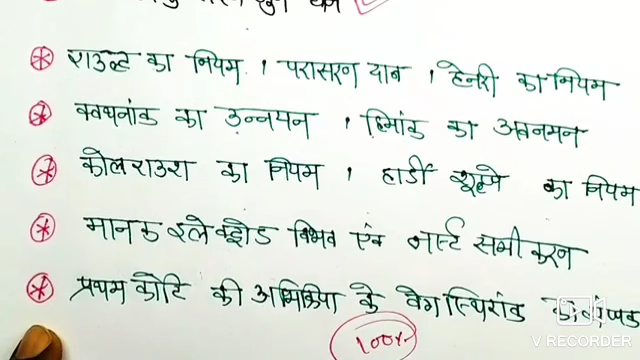 राउल्ट का नियम । परासरण दाब । हेनरी का नियम
क्वथनांक का उन्नयन । हिमांक का अवनमन
कोलराउश का नियम । हार्डी शूल्जे का नियम
मानक इलेक्ट्रोड विभव एवं नर्स्ट समीकरण
प्रथम कोटि की अभिक्रिया के वेग स्थिरांक का
100%
V RECORDER